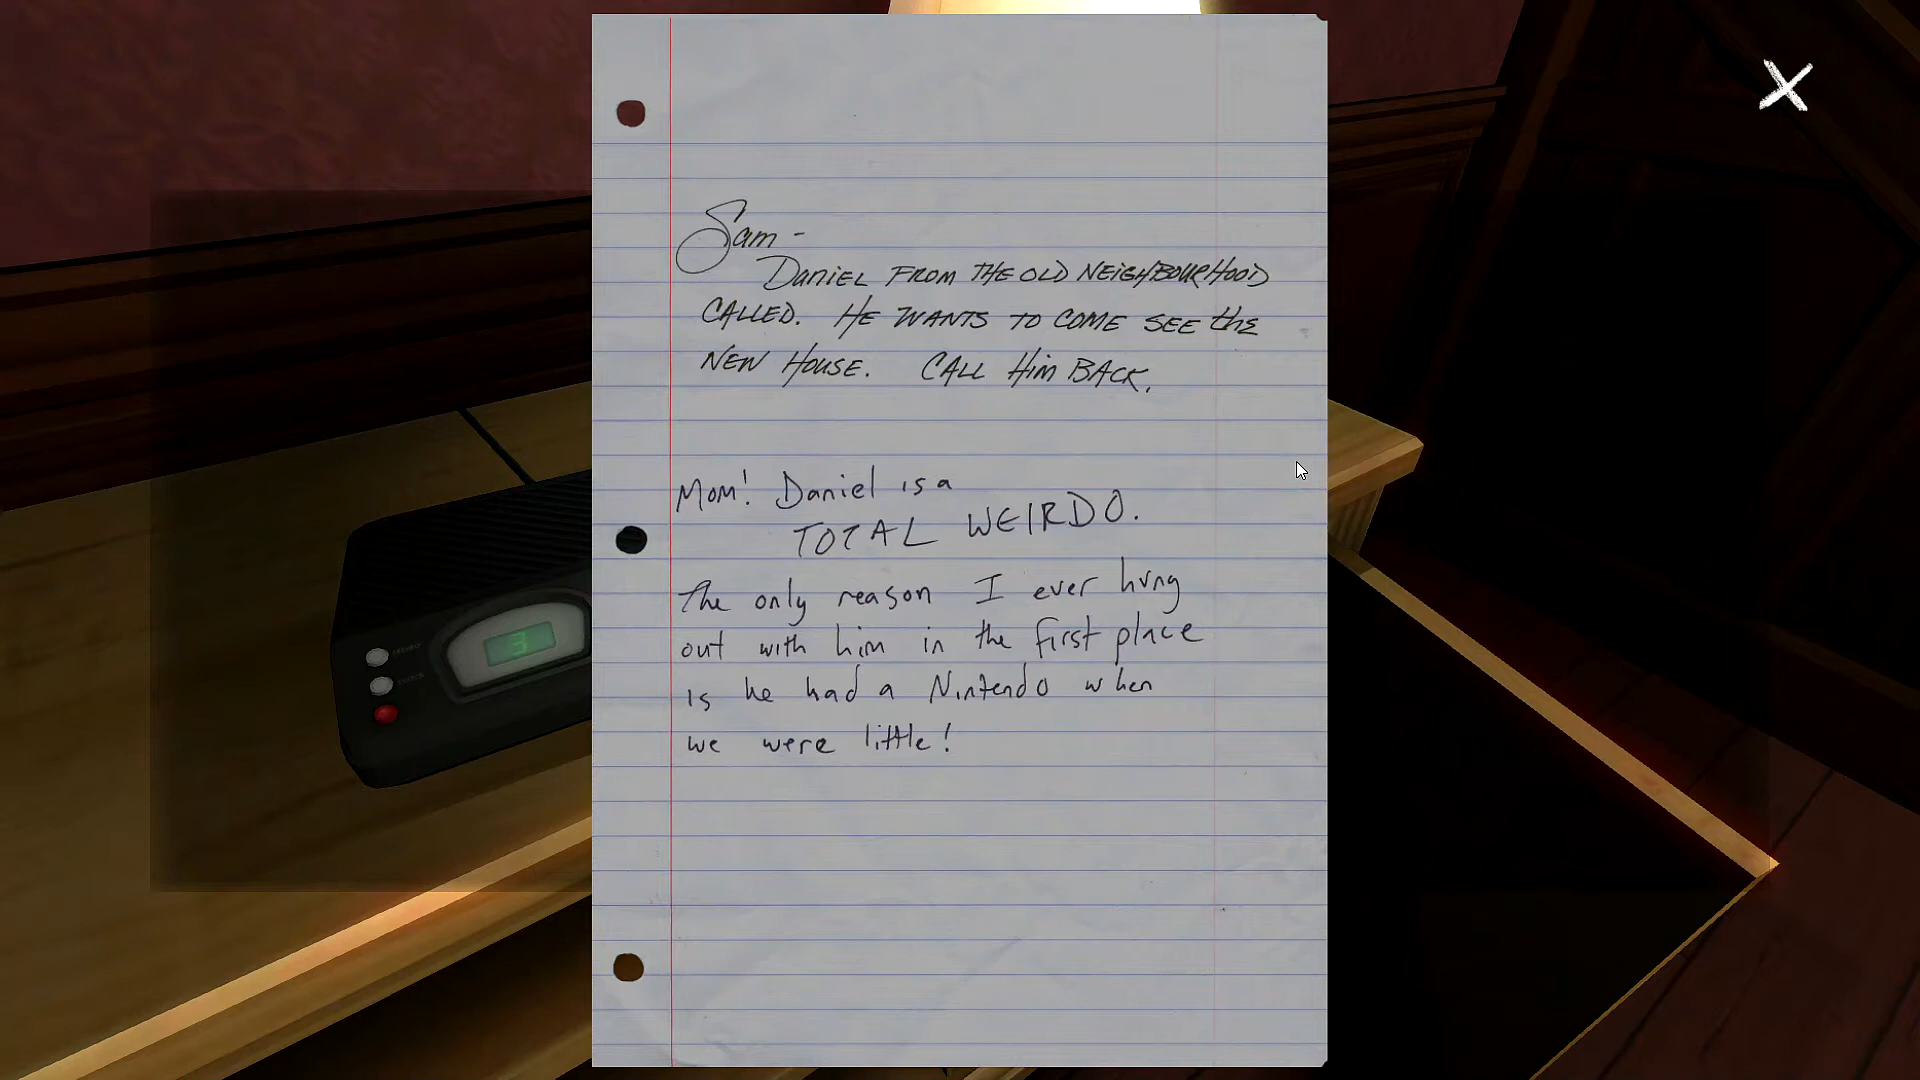 Sam -
Daniel FROM THE OLD NEIGHBOURHOOD
CALLED. HE WANTS TO COME SEE the
NEW HOUSE. CALL HIM BACK.
Mom! Daniel is a
TOTAL WEIRDO.
The only reason I ever hung
out with him in the first place
is he had a Nintendo when
we were little!
3